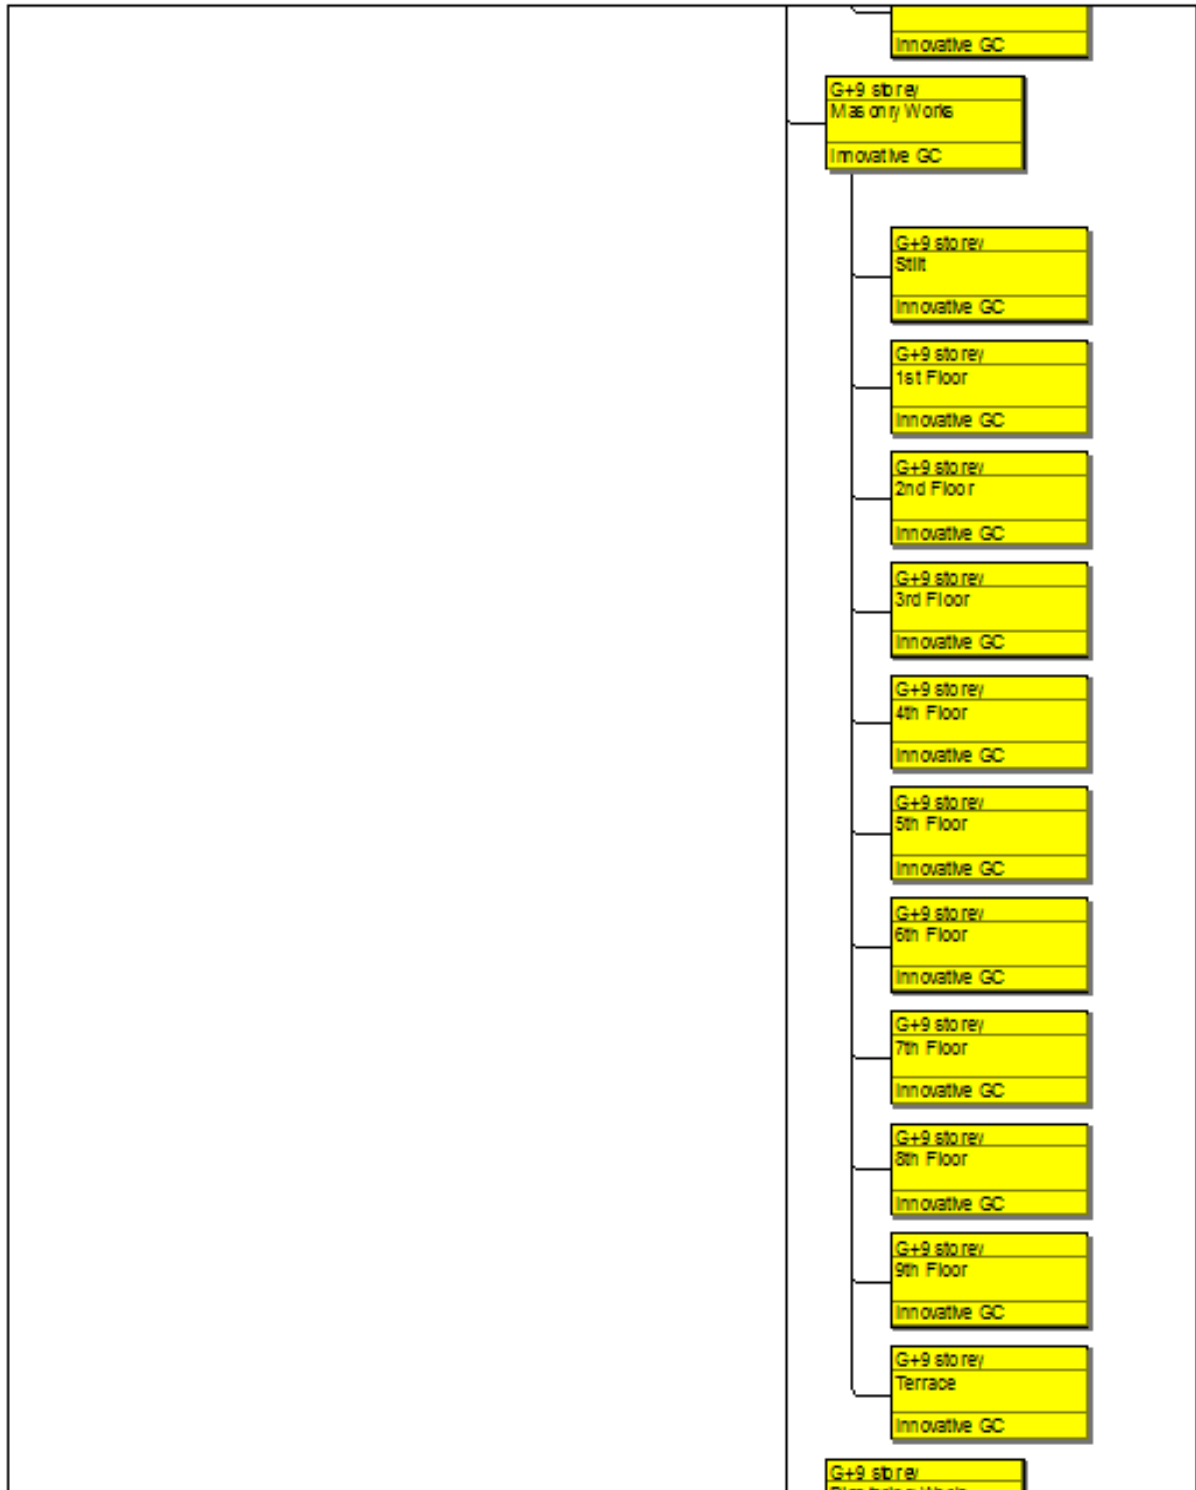 Innovative GC
G+9 storey
Masonry Works
Innovative GC
G+9 storey
Stilt
Innovative GC
G+9 storey
1st Floor
Innovative GC
G+9 storey
2nd Floor
Innovative GC
G+9 storey
3rd Floor
Innovative GC
G+9 storey
4th Floor
Innovative GC
G+9 storey
5th Floor
Innovative GC
G+9 storey
6th Floor
Innovative GC
G+9 storey
7th Floor
Innovative GC
G+9 storey
8th Floor
Innovative GC
G+9 storey
9th Floor
Innovative GC
G+9 storey
Terrace
Innovative GC
G+9 storey